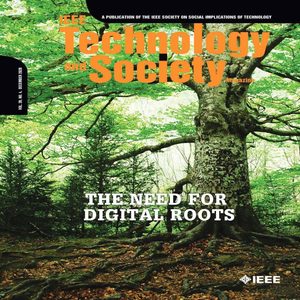 A PUBLICATION OF THE IEEE SOCIETY ON SOCIAL IMPLICATIONS OF TECHNOLOGY
IEEE
Technology
and Society
magazine
THE NEED FOR
DIGITAL ROOTS
IEEE